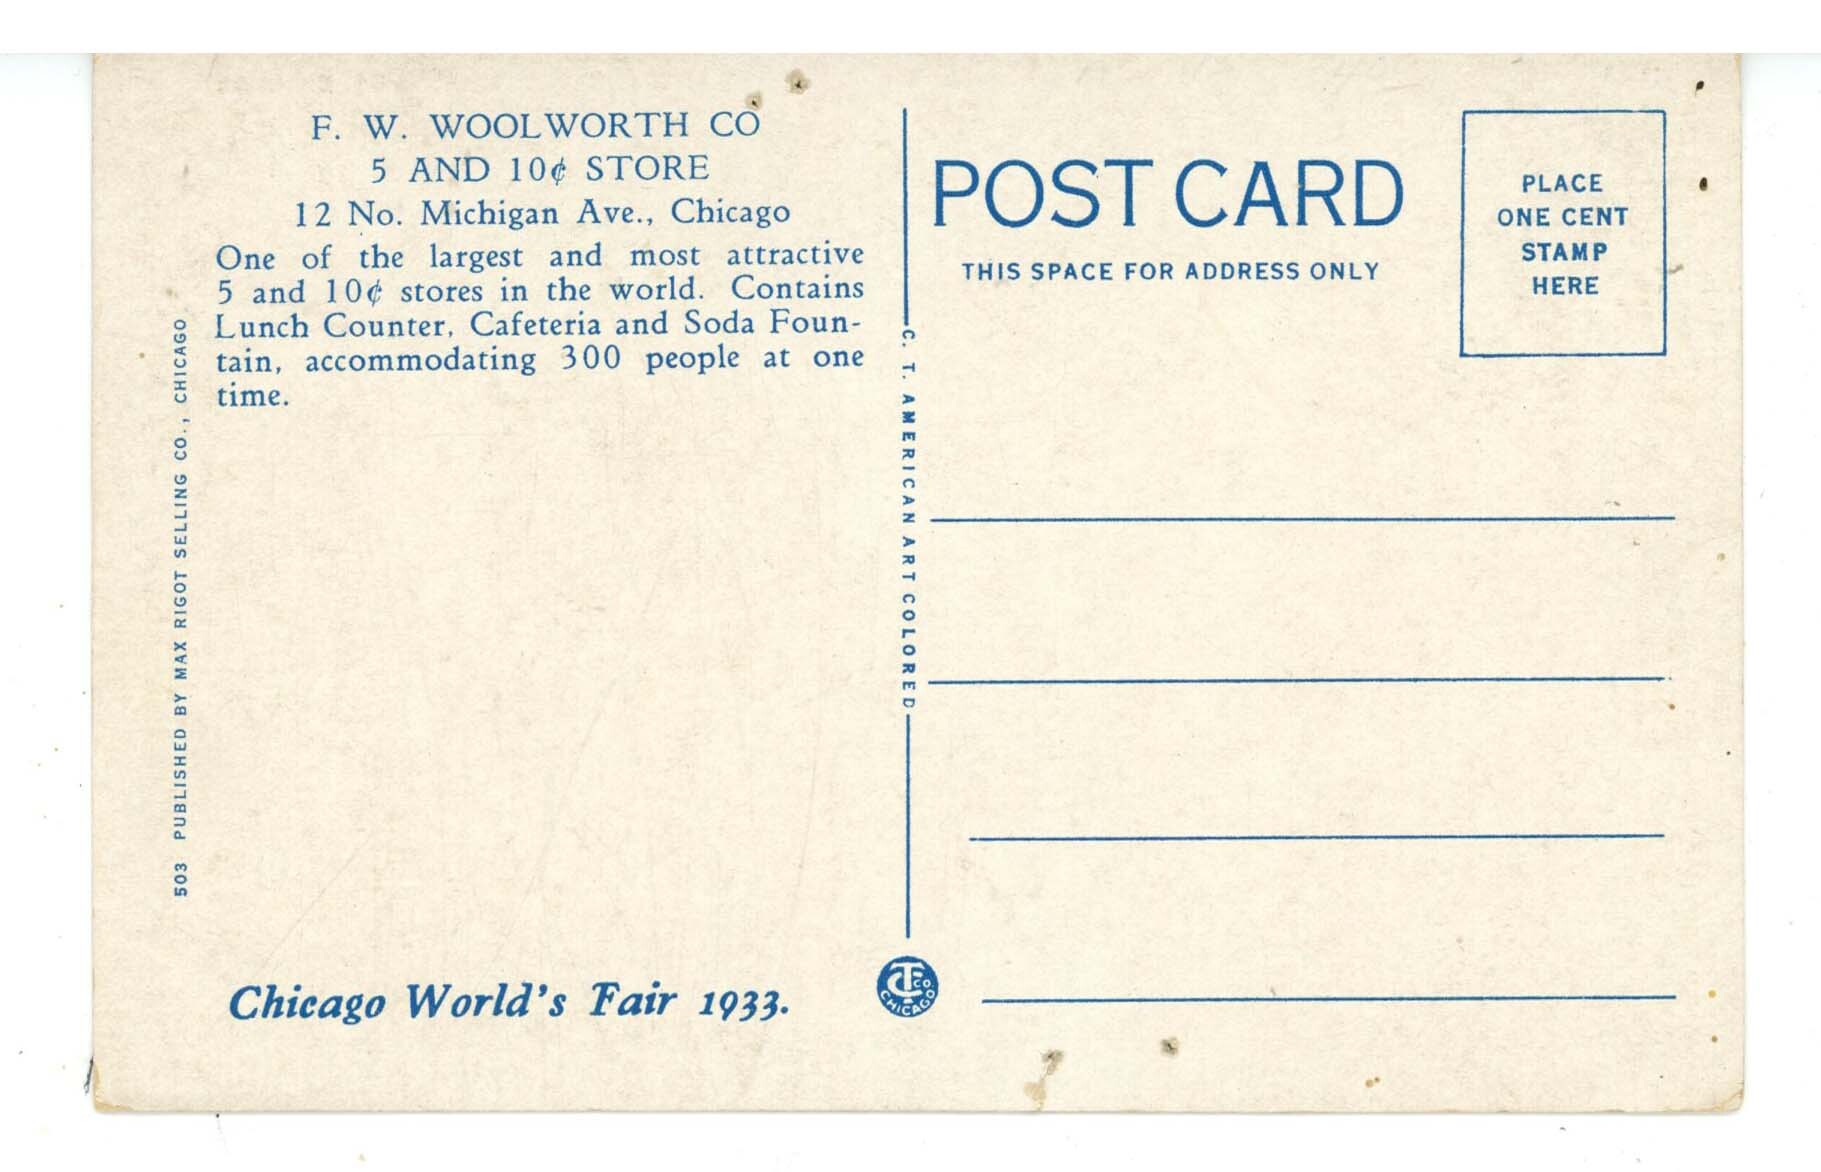 F. W. WOOLWORTH CO
5 AND 10¢ STORE
12 No. Michigan Ave., Chicago
One of the largest and most attractive
5 and 10¢ stores in the world. Contains
Lunch Counter, Cafeteria and Soda Foun-
tain, accommodating 300 people at one
time.
503 PUBLISHED BY MAX RIGOT SELLING CO., CHICAGO
Chicago World's Fair 1933.
C. T. AMERICAN ART COLORED
CT CO
CHICAGO
POST CARD
THIS SPACE FOR ADDRESS ONLY
PLACE
ONE CENT
STAMP
HERE